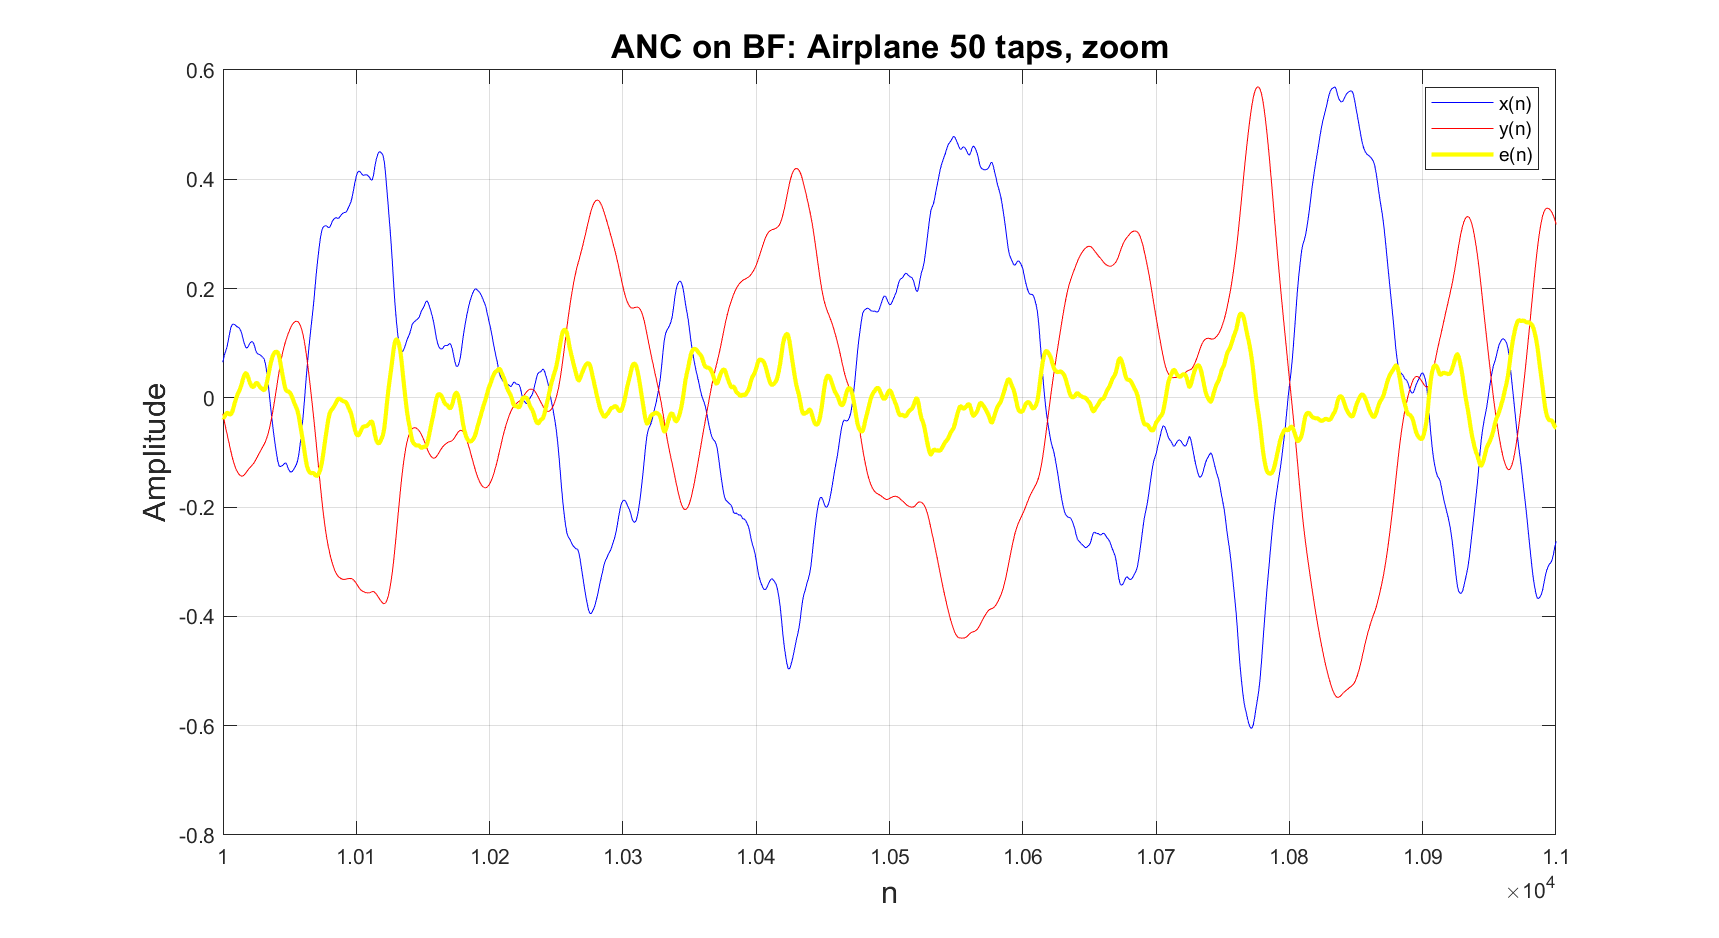 ANC on BF: Airplane 50 taps, zoom
x(n)
y(n)
e(n)
Amplitude
0.6
0.4
0.2
0
-0.2
-0.4
-0.6
-0.8
1 1.01 1.02 1.03 1.04 1.05 1.06 1.07 1.08 1.09 1.1
n
×10⁴